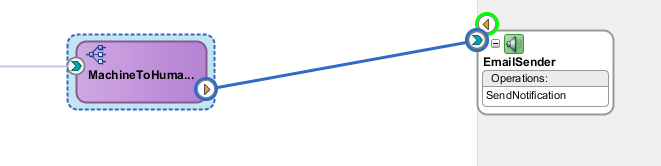 MachineToHuma...
EmailSender
Operations:
SendNotification